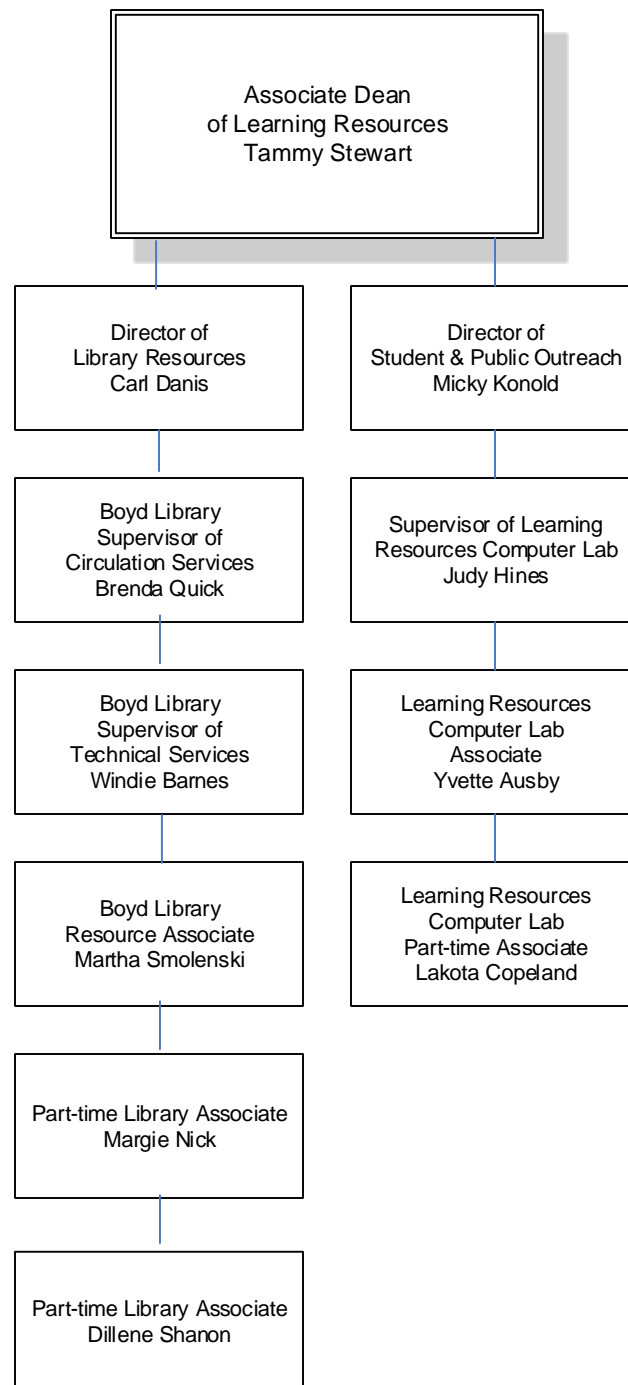 Associate Dean
of Learning Resources
Tammy Stewart
Director of
Library Resources
Carl Danis
Boyd Library
Supervisor of
Circulation Services
Brenda Quick
Boyd Library
Supervisor of
Technical Services
Windie Barnes
Boyd Library
Resource Associate
Martha Smolenski
Part-time Library Associate
Margie Nick
Part-time Library Associate
Dillene Shanon
Director of
Student & Public Outreach
Micky Konold
Supervisor of Learning
Resources Computer Lab
Judy Hines
Learning Resources
Computer Lab
Associate
Yvette Ausby
Learning Resources
Computer Lab
Part-time Associate
Lakota Copeland